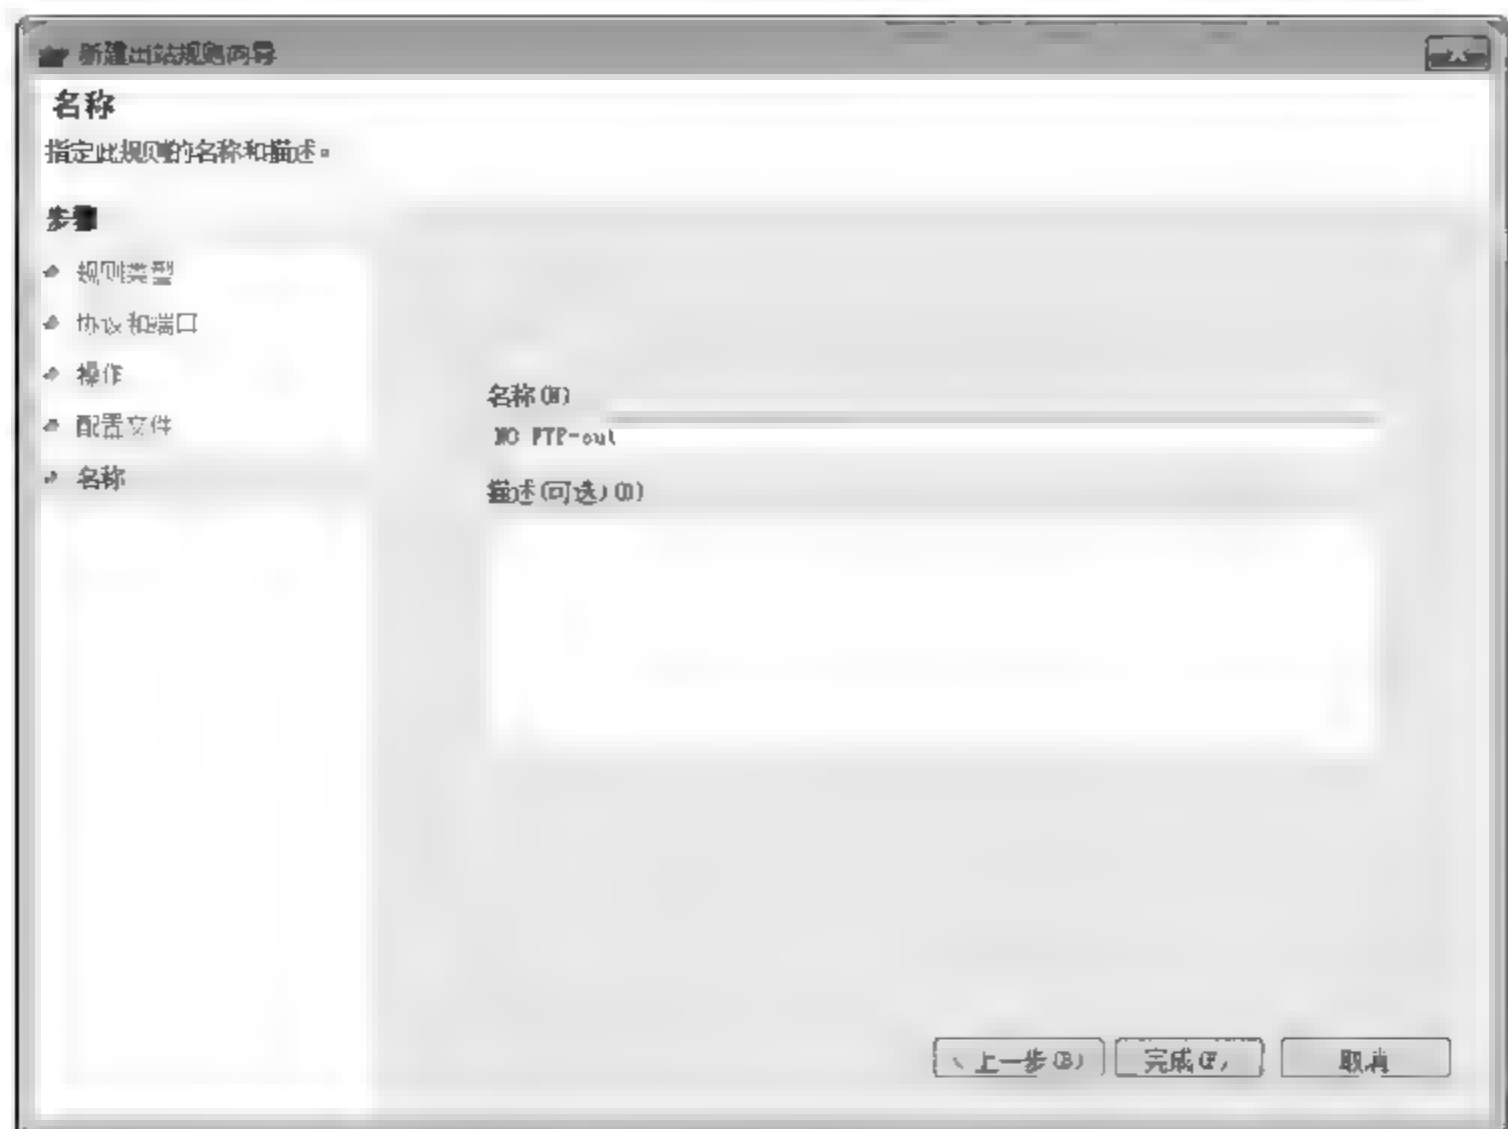 新建出站规则向导
名称
指定此规则的名称和描述。
步骤
规则类型
协议和端口
操作
配置文件
名称
名称(N)
NO FTP-out
描述(可选)(D)
< 上一步(B)
完成(F)
取消